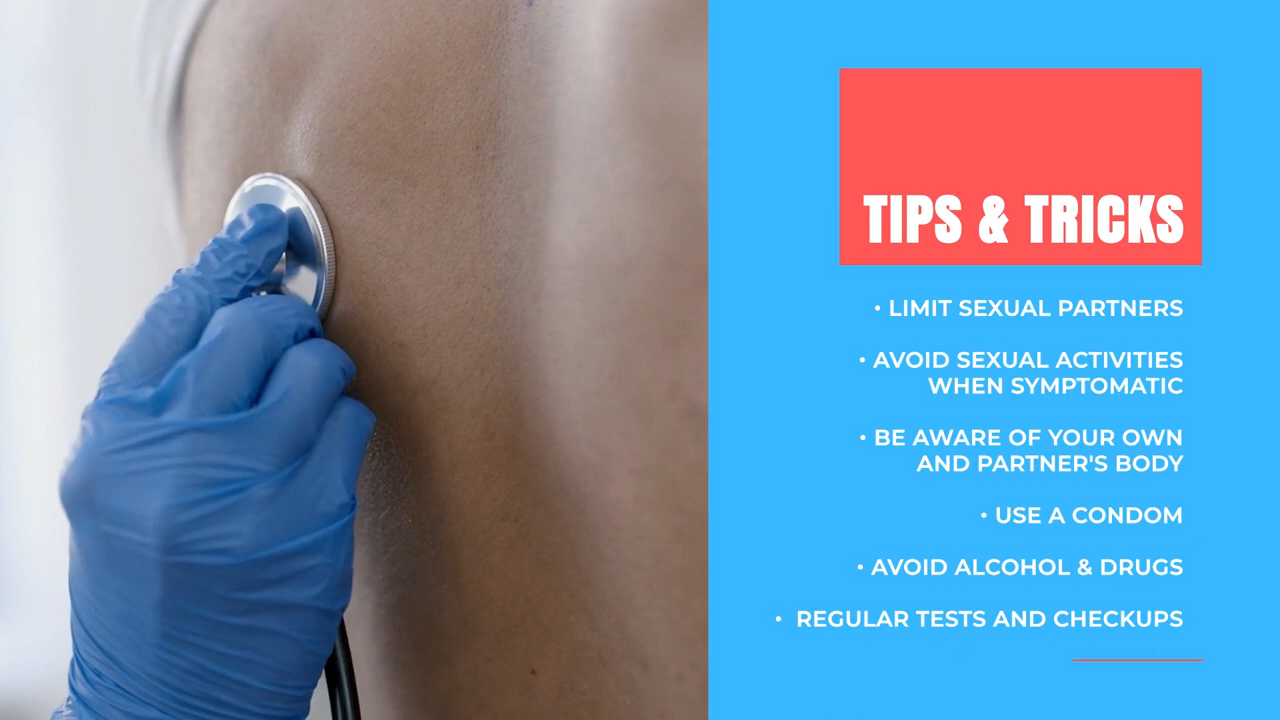 TIPS & TRICKS
• LIMIT SEXUAL PARTNERS
• AVOID SEXUAL ACTIVITIES
WHEN SYMPTOMATIC
• BE AWARE OF YOUR OWN
AND PARTNER'S BODY
• USE A CONDOM
• AVOID ALCOHOL & DRUGS
• REGULAR TESTS AND CHECKUPS